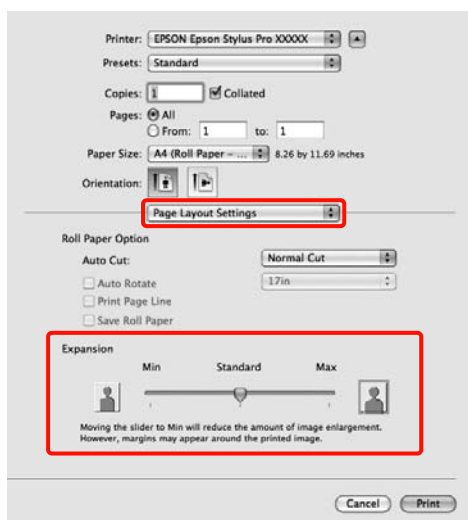 Printer: EPSON Epson Stylus Pro XXXXX
Presets: Standard
Copies: 1 Collated
Pages: All
From: 1 to: 1
Paper Size: A4 (Roll Paper – ... 8.26 by 11.69 inches
Orientation:
Page Layout Settings
Roll Paper Option
Auto Cut: Normal Cut
Auto Rotate 17in
Print Page Line
Save Roll Paper
Expansion
Min Standard Max
Moving the slider to Min will reduce the amount of image enlargement.
However, margins may appear around the printed image.
Cancel Print